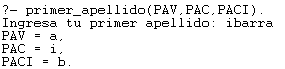 ?- primer_apellido(PAV,PAC,PACI).
Ingresa tu primer apellido: ibarra
PAV = a,
PAC = i,
PACI = b.